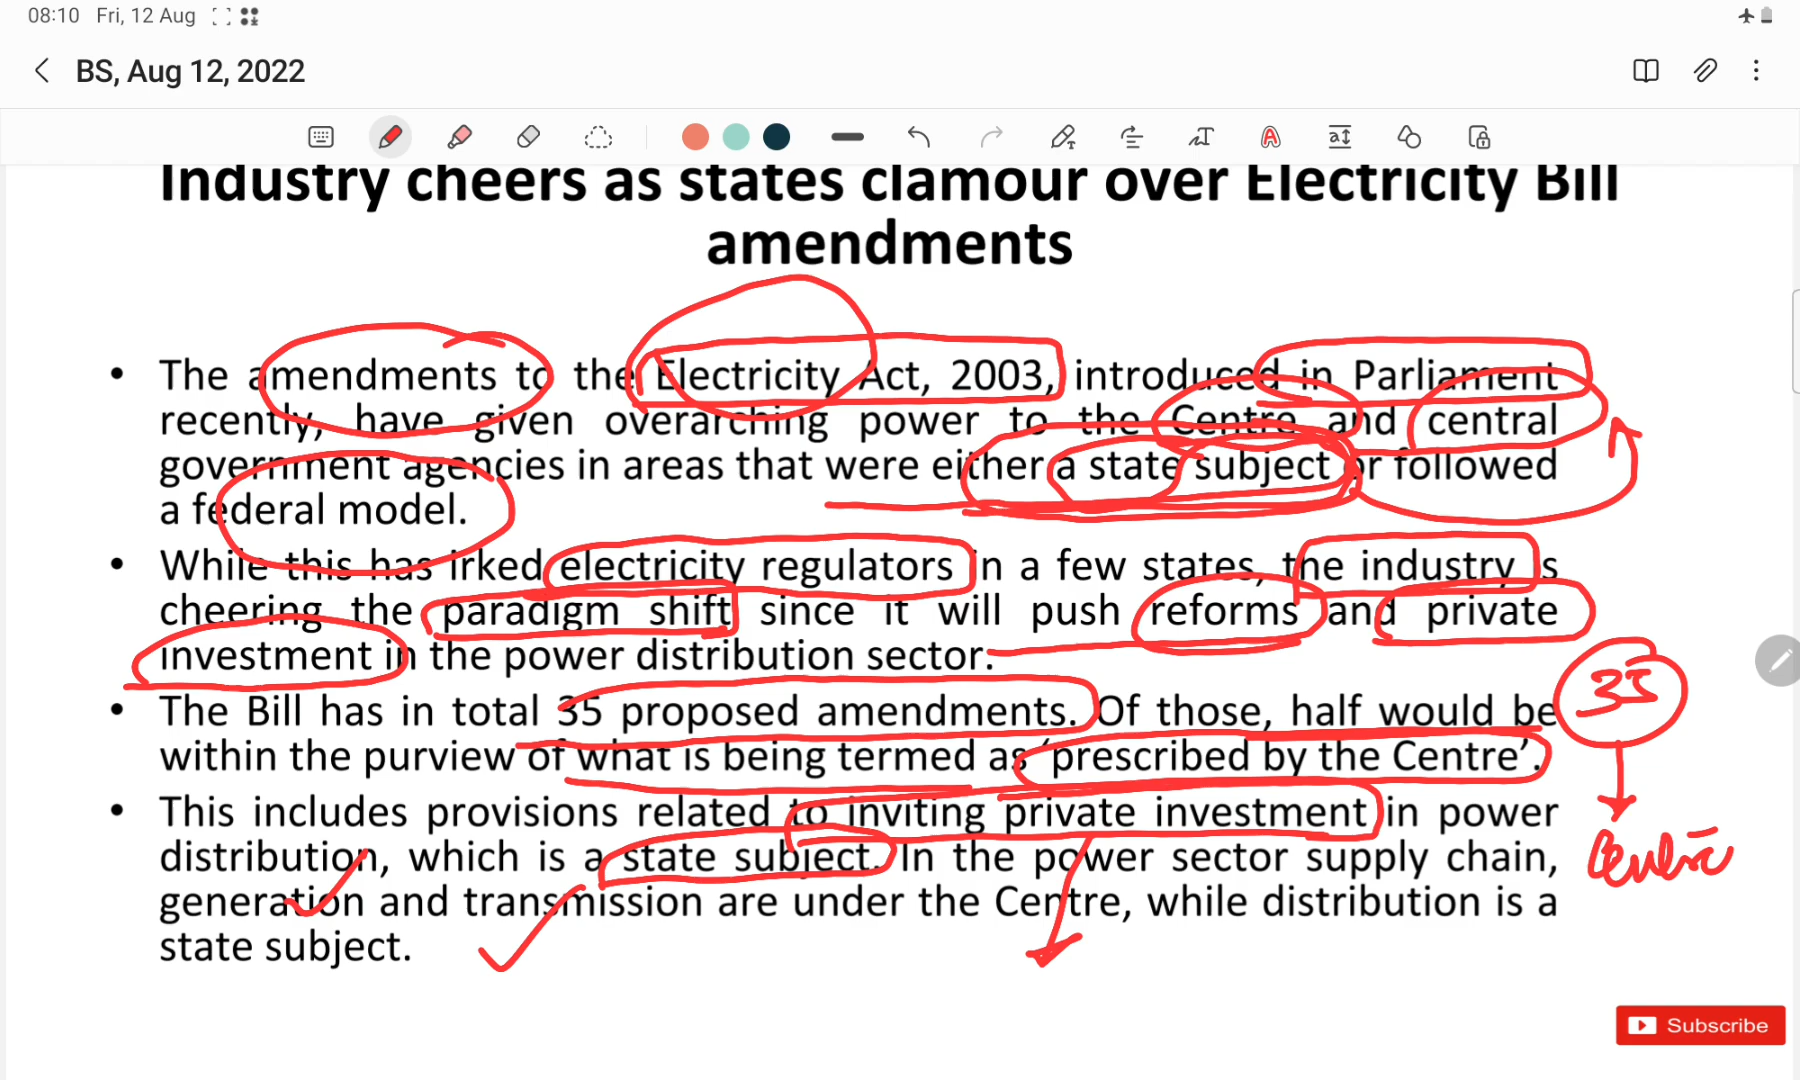 08:10 Fri, 12 Aug
BS, Aug 12, 2022
Industry cheers as states clamour over Electricity Bill
amendments
• The amendments to the Electricity Act, 2003, introduced in Parliament
recently, have given overarching power to the Centre and central
government agencies in areas that were either a state subject or followed
a federal model.
• While this has irked electricity regulators in a few states, the industry is
cheering the paradigm shift since it will push reforms and private
investment in the power distribution sector.
35
• The Bill has in total 35 proposed amendments. Of those, half would be
within the purview of what is being termed as ‘prescribed by the Centre’.
• This includes provisions related to inviting private investment in power
distribution, which is a state subject. In the power sector supply chain,
Centre
generation and transmission are under the Centre, while distribution is a
state subject.
Subscribe